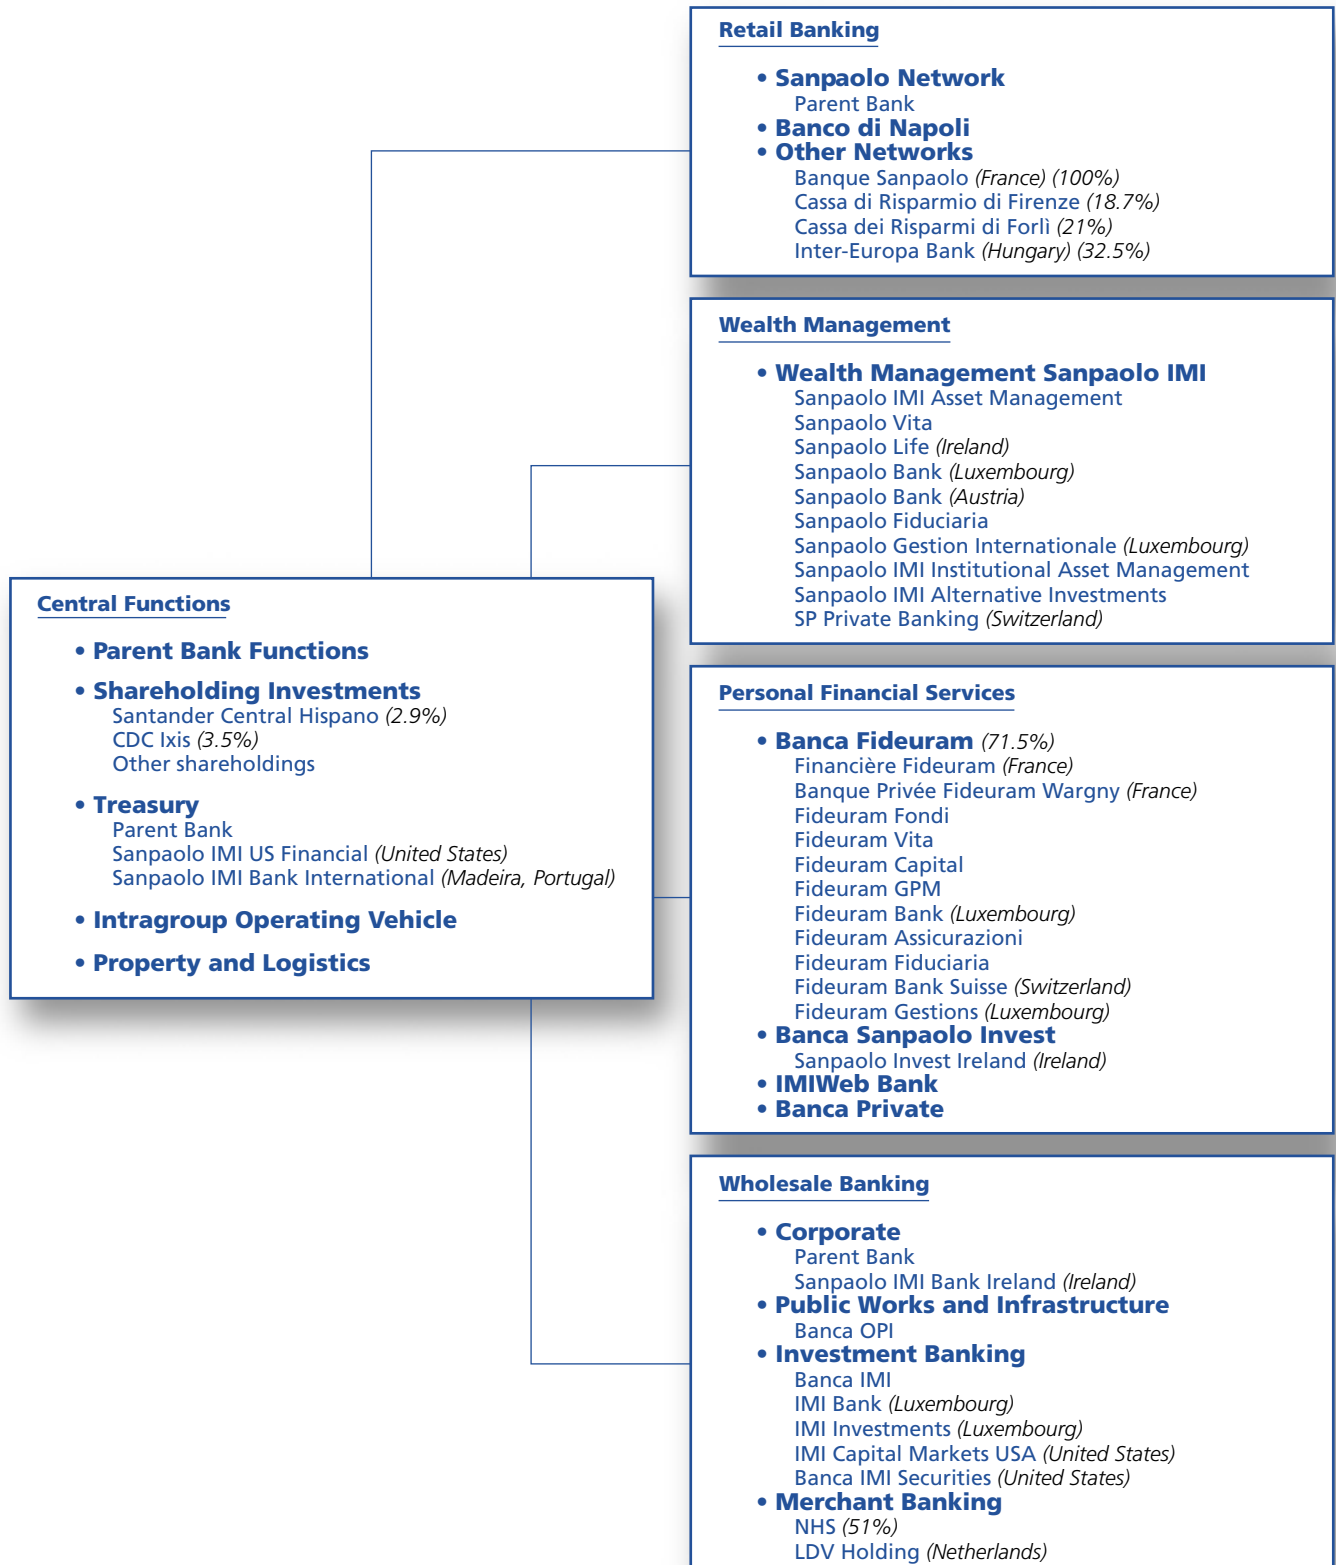 Retail Banking
• Sanpaolo Network
Parent Bank
• Banco di Napoli
• Other Networks
Banque Sanpaolo (France) (100%)
Cassa di Risparmio di Firenze (18.7%)
Cassa dei Risparmi di Forlì (21%)
Inter-Europa Bank (Hungary) (32.5%)
Wealth Management
• Wealth Management Sanpaolo IMI
Sanpaolo IMI Asset Management
Sanpaolo Vita
Sanpaolo Life (Ireland)
Sanpaolo Bank (Luxembourg)
Sanpaolo Bank (Austria)
Sanpaolo Fiduciaria
Sanpaolo Gestion Internationale (Luxembourg)
Sanpaolo IMI Institutional Asset Management
Sanpaolo IMI Alternative Investments
SP Private Banking (Switzerland)
Central Functions
• Parent Bank Functions
• Shareholding Investments
Santander Central Hispano (2.9%)
CDC Ixis (3.5%)
Other shareholdings
• Treasury
Parent Bank
Sanpaolo IMI US Financial (United States)
Sanpaolo IMI Bank International (Madeira, Portugal)
• Intragroup Operating Vehicle
• Property and Logistics
Personal Financial Services
• Banca Fideuram (71.5%)
Financière Fideuram (France)
Banque Privée Fideuram Wargny (France)
Fideuram Fondi
Fideuram Vita
Fideuram Capital
Fideuram GPM
Fideuram Bank (Luxembourg)
Fideuram Assicurazioni
Fideuram Fiduciaria
Fideuram Bank Suisse (Switzerland)
Fideuram Gestions (Luxembourg)
• Banca Sanpaolo Invest
Sanpaolo Invest Ireland (Ireland)
• IMIWeb Bank
• Banca Private
Wholesale Banking
• Corporate
Parent Bank
Sanpaolo IMI Bank Ireland (Ireland)
• Public Works and Infrastructure
Banca OPI
• Investment Banking
Banca IMI
IMI Bank (Luxembourg)
IMI Investments (Luxembourg)
IMI Capital Markets USA (United States)
Banca IMI Securities (United States)
• Merchant Banking
NHS (51%)
LDV Holding (Netherlands)